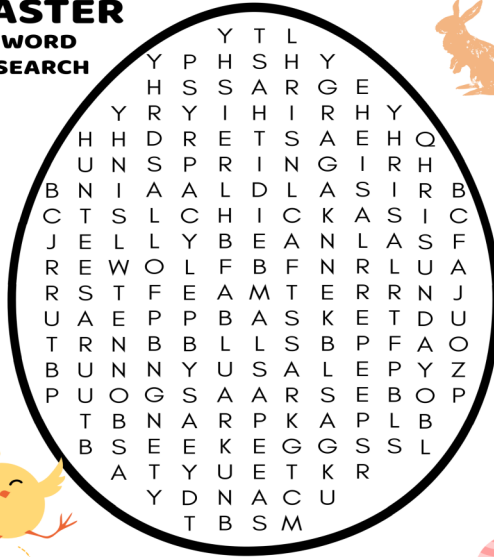 ASTER
WORD
SEARCH
Y T L
Y P H S H Y
H S S A R G E
Y R Y I H I R H Y
H H D R E T S A E H Q
U N S P R I N G I R H
B N I A A L D L A S I R B
C T S L C H I C K A S I C
J E L L Y B E A N L A S F
R E W O L F B F N R L U A
R S T F E A M T E R R N J
U A E P P B A S K E T D U
T R N B B L L S B P F A O
B U N N Y U S A L E P Y Z
P U O G S A A R S E B O P
T B N A R P K A P L B
B S E E K E G G S S L
A T Y U E T K R
Y D N A C U
T B S M